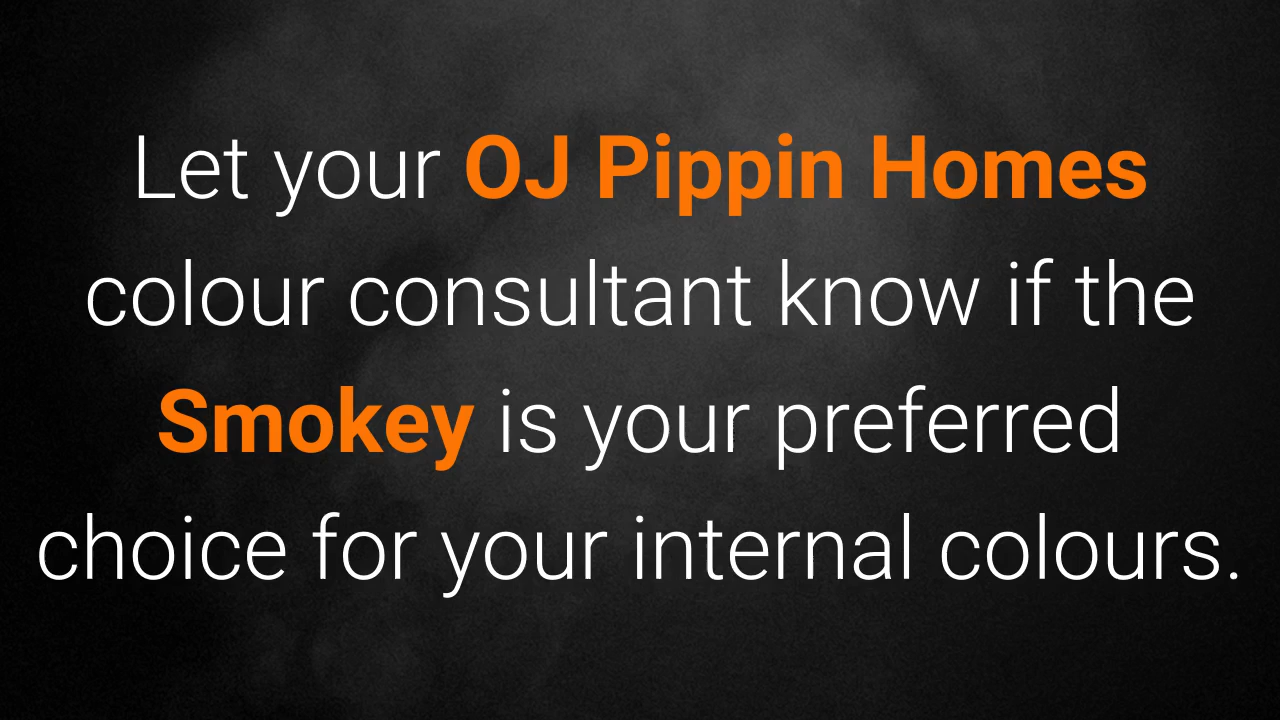 Let your OJ Pippin Homes
colour consultant know if the
Smokey is your preferred
choice for your internal colours.